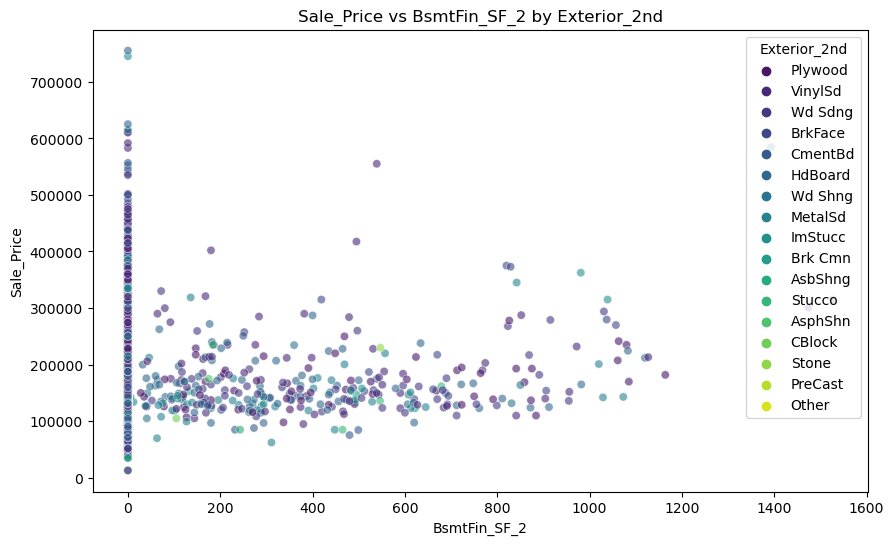 Sale_Price vs BsmtFin_SF_2 by Exterior_2nd
Sale_Price
700000
600000
500000
400000
300000
200000
100000
0
0
200
400
600
800
1000
1200
1400
1600
BsmtFin_SF_2
Exterior_2nd
Plywood
VinylSd
Wd Sdng
BrkFace
CmentBd
HdBoard
Wd Shng
MetalSd
ImStucc
Brk Cmn
AsbShng
Stucco
AsphShn
CBlock
Stone
PreCast
Other